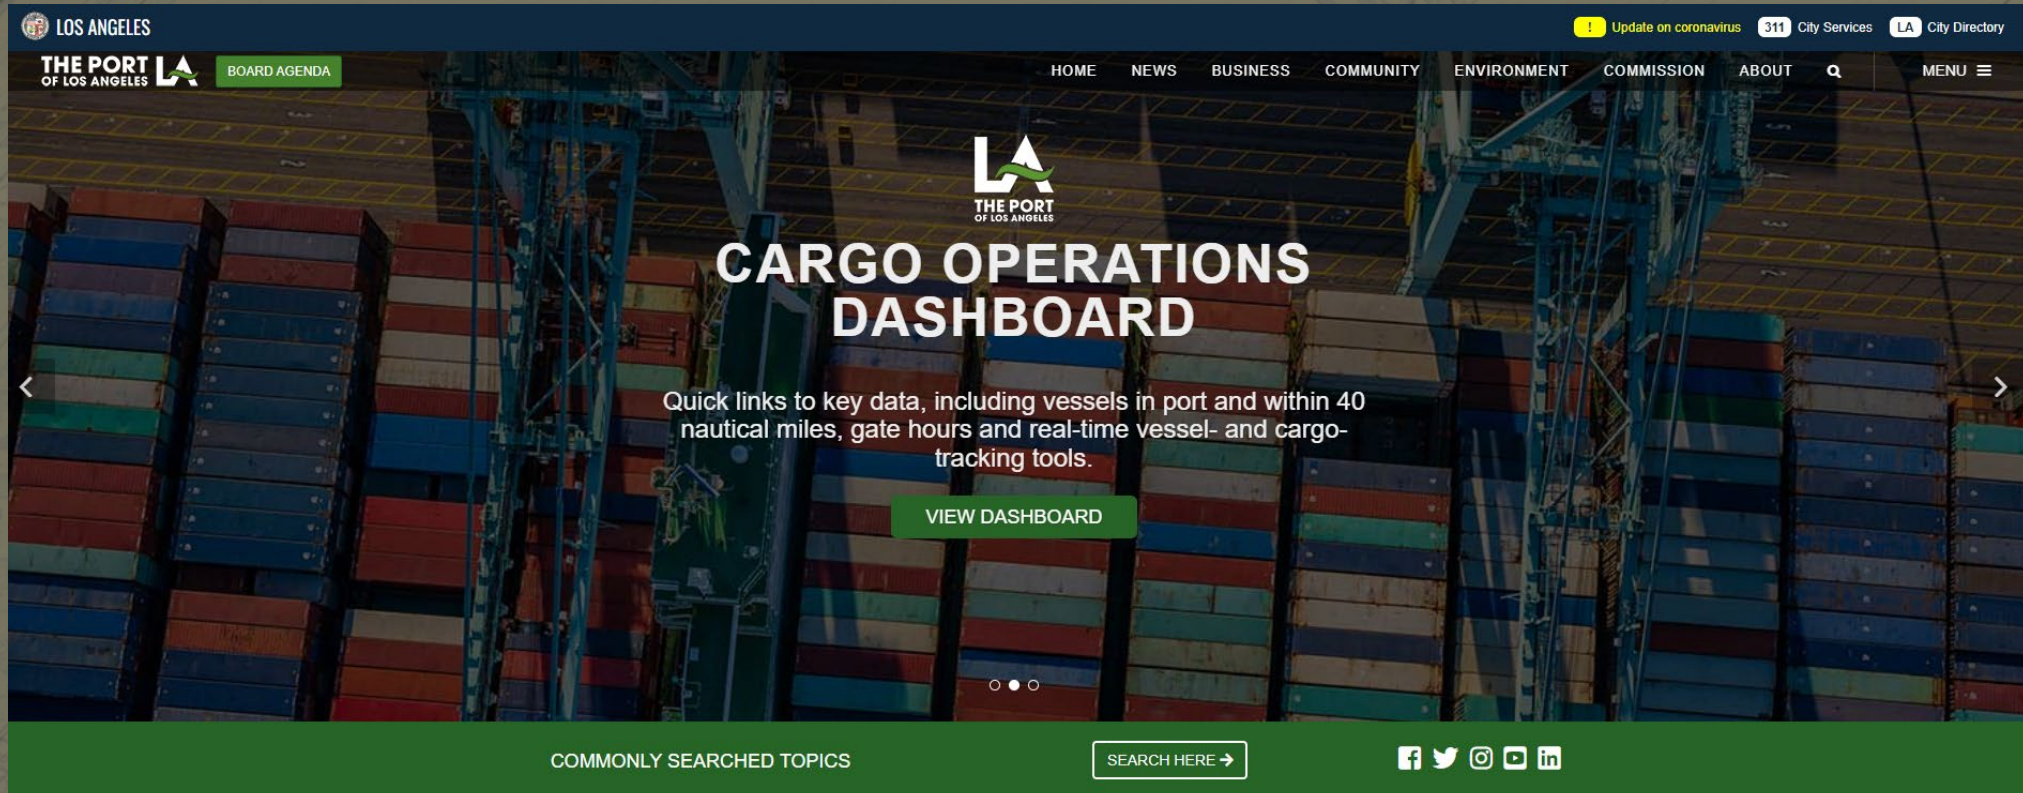 LOS ANGELES
! Update on coronavirus 311 City Services LA City Directory
THE PORT
OF LOS ANGELES LA
BOARD AGENDA
HOME NEWS BUSINESS COMMUNITY ENVIRONMENT COMMISSION ABOUT MENU
LA
THE PORT
OF LOS ANGELES
CARGO OPERATIONS
DASHBOARD
Quick links to key data, including vessels in port and within 40
nautical miles, gate hours and real-time vessel- and cargo-
tracking tools.
VIEW DASHBOARD
COMMONLY SEARCHED TOPICS
SEARCH HERE